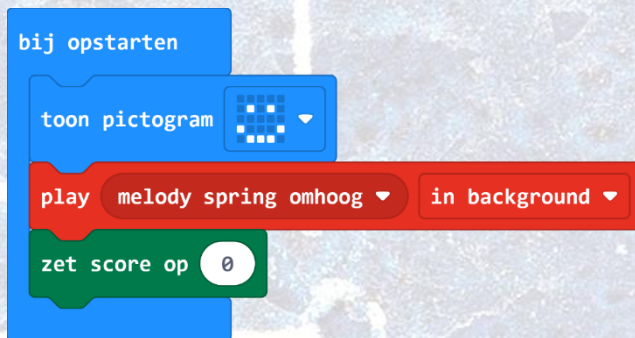 bij opstarten
toon pictogram
play melody spring omhoog in background
zet score op 0